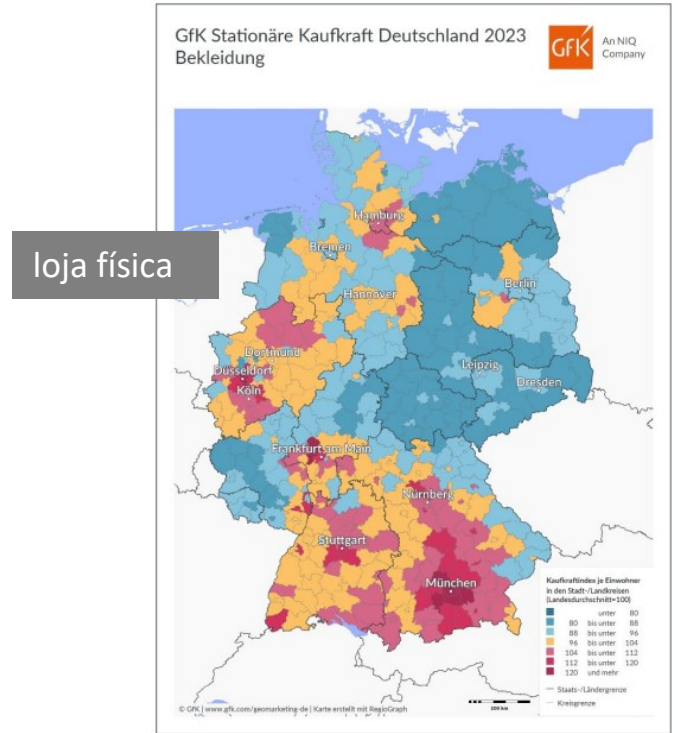 GfK Stationäre Kaufkraft Deutschland 2023
Bekleidung
GfK
An NIQ
Company
loja física
Hamburg
Bremen
Berlin
Hannover
Dortmund
Düsseldorf
Köln
Leipzig
Dresden
Frankfurt am Main
Nürnberg
Stuttgart
München
Kaufkraftindex je Einwohner
in den Stadt-/Landkreisen
(Landesdurchschnitt=100)
unter 80
80 bis unter 88
88 bis unter 96
96 bis unter 104
104 bis unter 112
112 bis unter 120
120 und mehr
Staats-/Ländergrenze
Kreisgrenze
100 km
© GfK | www.gfk.com/geomarketing-de | Karte erstellt mit RegioGraph